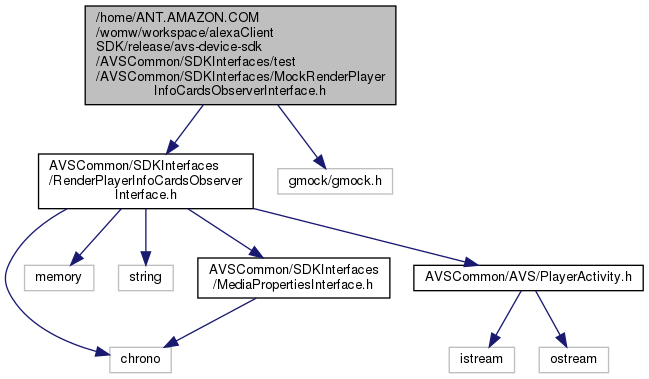 /home/ANT.AMAZON.COM
/womw/workspace/alexaClient
SDK/release/avs-device-sdk
/AVSCommon/SDKInterfaces/test
/AVSCommon/SDKInterfaces/MockRenderPlayer
InfoCardsObserverInterface.h
AVSCommon/SDKInterfaces
/RenderPlayerInfoCardsObserver
Interface.h
gmock/gmock.h
memory
string
AVSCommon/SDKInterfaces
/MediaPropertiesInterface.h
AVSCommon/AVS/PlayerActivity.h
chrono
istream
ostream